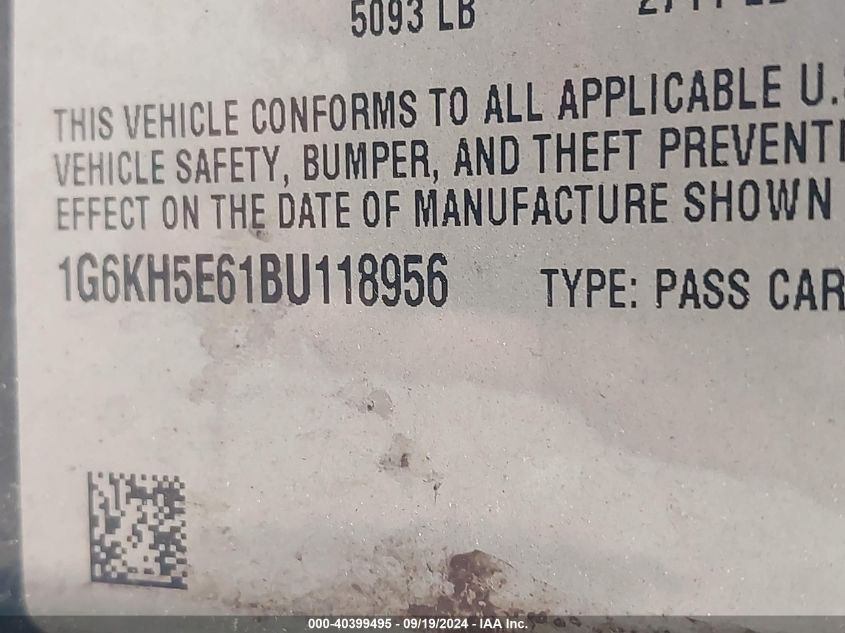 5093 LB
THIS VEHICLE CONFORMS TO ALL APPLICABLE U.S
VEHICLE SAFETY, BUMPER, AND THEFT PREVENTI
EFFECT ON THE DATE OF MANUFACTURE SHOWN
1G6KH5E61BU118956 TYPE: PASS CAR
000-40399495 - 09/19/2024 - IAA Inc.